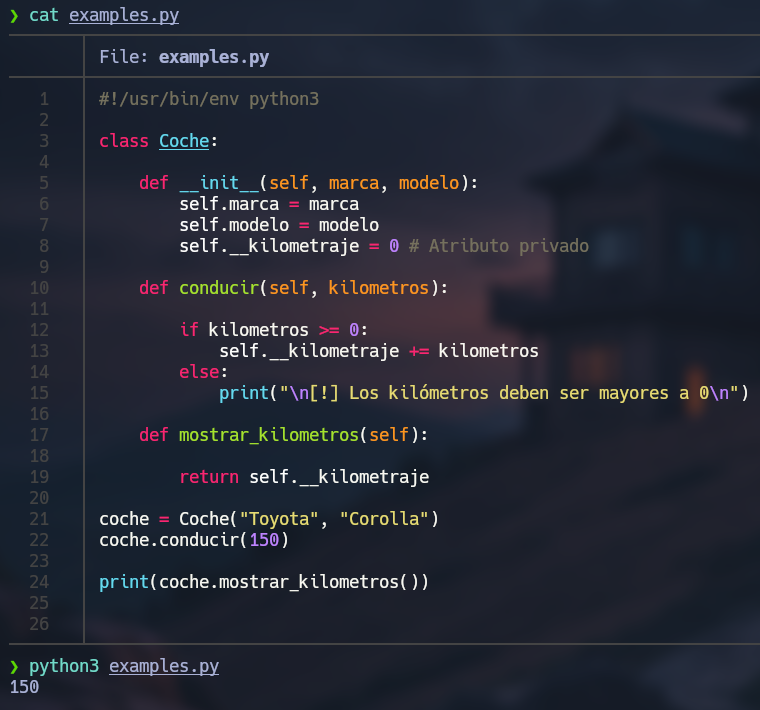 ❯ cat examples.py
File: examples.py
1 #!/usr/bin/env python3
2
3 class Coche:
4
5     def __init__(self, marca, modelo):
6         self.marca = marca
7         self.modelo = modelo
8         self.__kilometraje = 0 # Atributo privado
9
10     def conducir(self, kilometros):
11
12         if kilometros >= 0:
13             self.__kilometraje += kilometros
14         else:
15             print("\n[!] Los kilómetros deben ser mayores a 0\n")
16
17     def mostrar_kilometros(self):
18
19         return self.__kilometraje
20
21 coche = Coche("Toyota", "Corolla")
22 coche.conducir(150)
23
24 print(coche.mostrar_kilometros())
25
26
❯ python3 examples.py
150